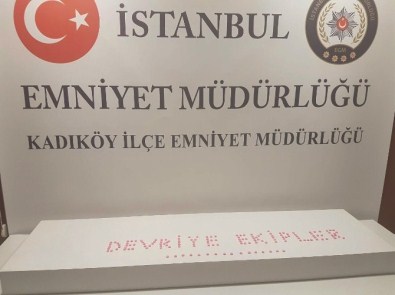 İSTANBUL
EMNİYET MÜDÜRLÜĞÜ
KADIKÖY İLÇE EMNİYET MÜDÜRLÜĞÜ
DEVRİYE EKİPLER